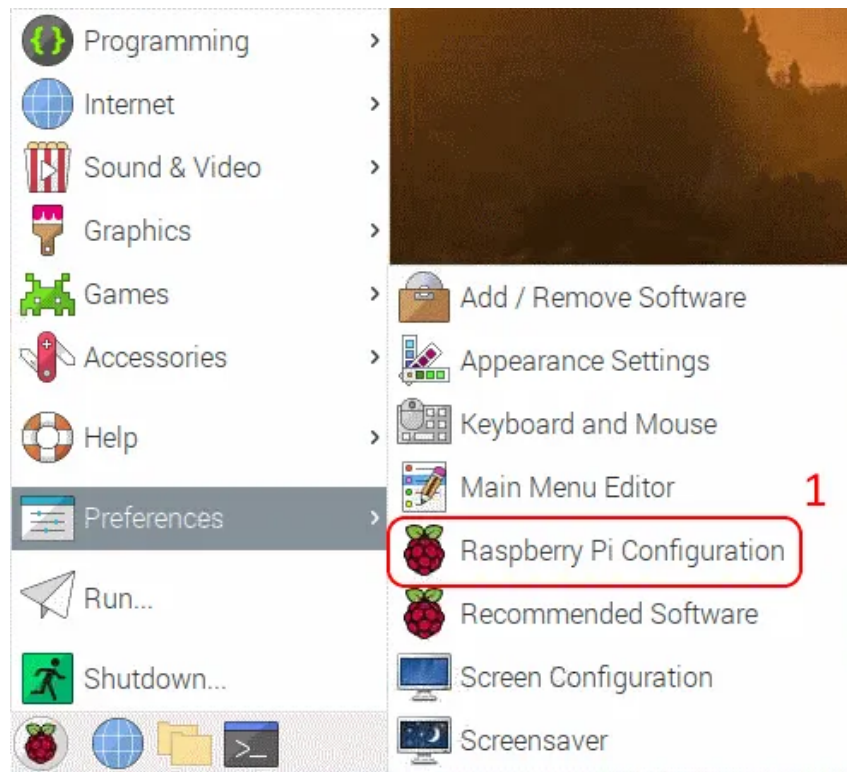 Programming
Internet
Sound & Video
Graphics
Games
Accessories
Help
Preferences
Run...
Shutdown...
Add / Remove Software
Appearance Settings
Keyboard and Mouse
Main Menu Editor
1
Raspberry Pi Configuration
Recommended Software
Screen Configuration
Screensaver